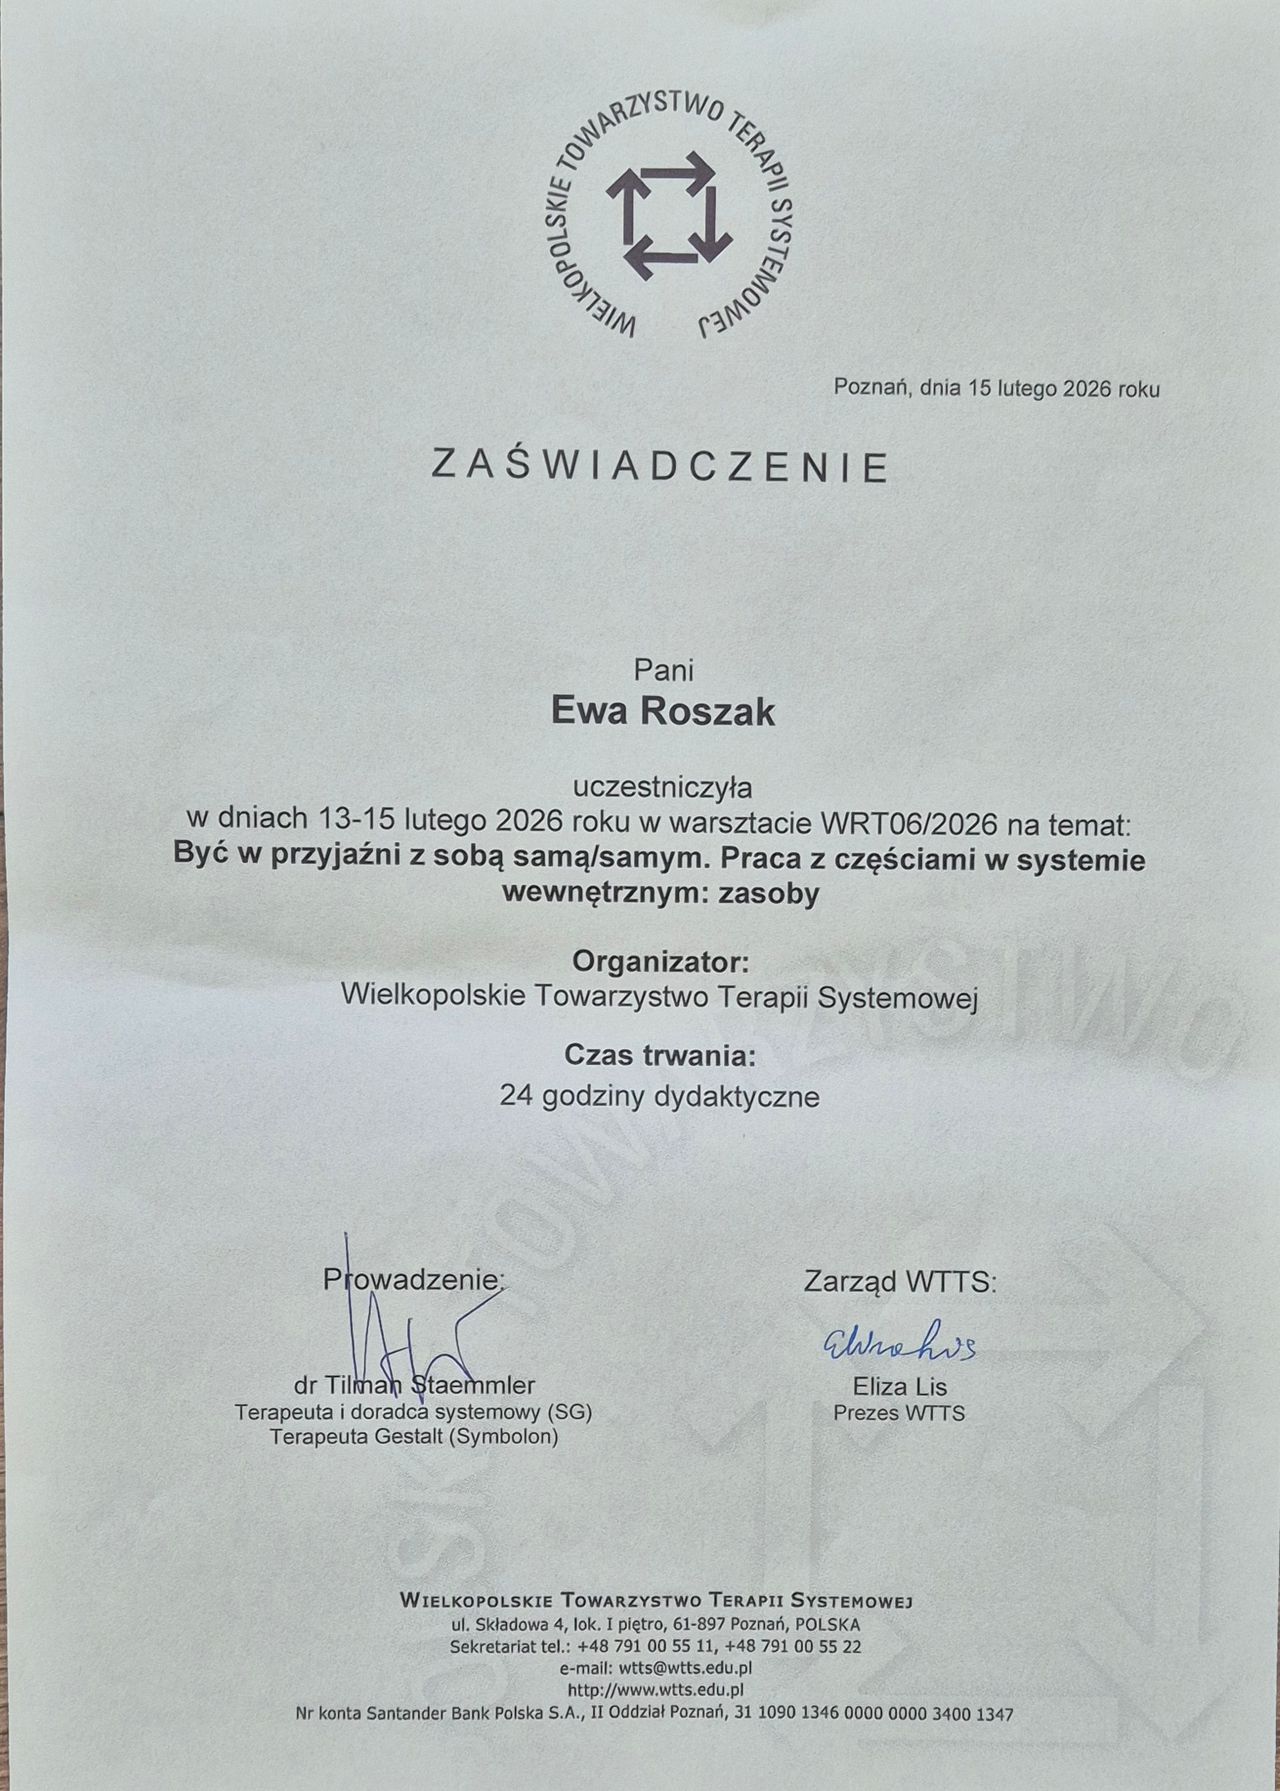 WIELKOPOLSKIE TOWARZYSTWO TERAPII SYSTEMOWEJ
Poznań, dnia 15 lutego 2026 roku
ZAŚWIADCZENIE
Pani
Ewa Roszak
uczestniczyła
w dniach 13-15 lutego 2026 roku w warsztacie WRT06/2026 na temat:
Być w przyjaźni z sobą samą/samym. Praca z częściami w systemie
wewnętrznym: zasoby
Organizator:
Wielkopolskie Towarzystwo Terapii Systemowej
Czas trwania:
24 godziny dydaktyczne
Prowadzenie:
dr Tilman Staemmler
Terapeuta i doradca systemowy (SG)
Terapeuta Gestalt (Symbolon)
Zarząd WTTS:
Eliza Lis
Prezes WTTS
WIELKOPOLSKIE TOWARZYSTWO TERAPII SYSTEMOWEJ
ul. Składowa 4, lok. I piętro, 61-897 Poznań, POLSKA
Sekretariat tel.: +48 791 00 55 11, +48 791 00 55 22
e-mail: wtts@wtts.edu.pl
http://www.wtts.edu.pl
Nr konta Santander Bank Polska S.A., II Oddział Poznań, 31 1090 1346 0000 0000 3400 1347